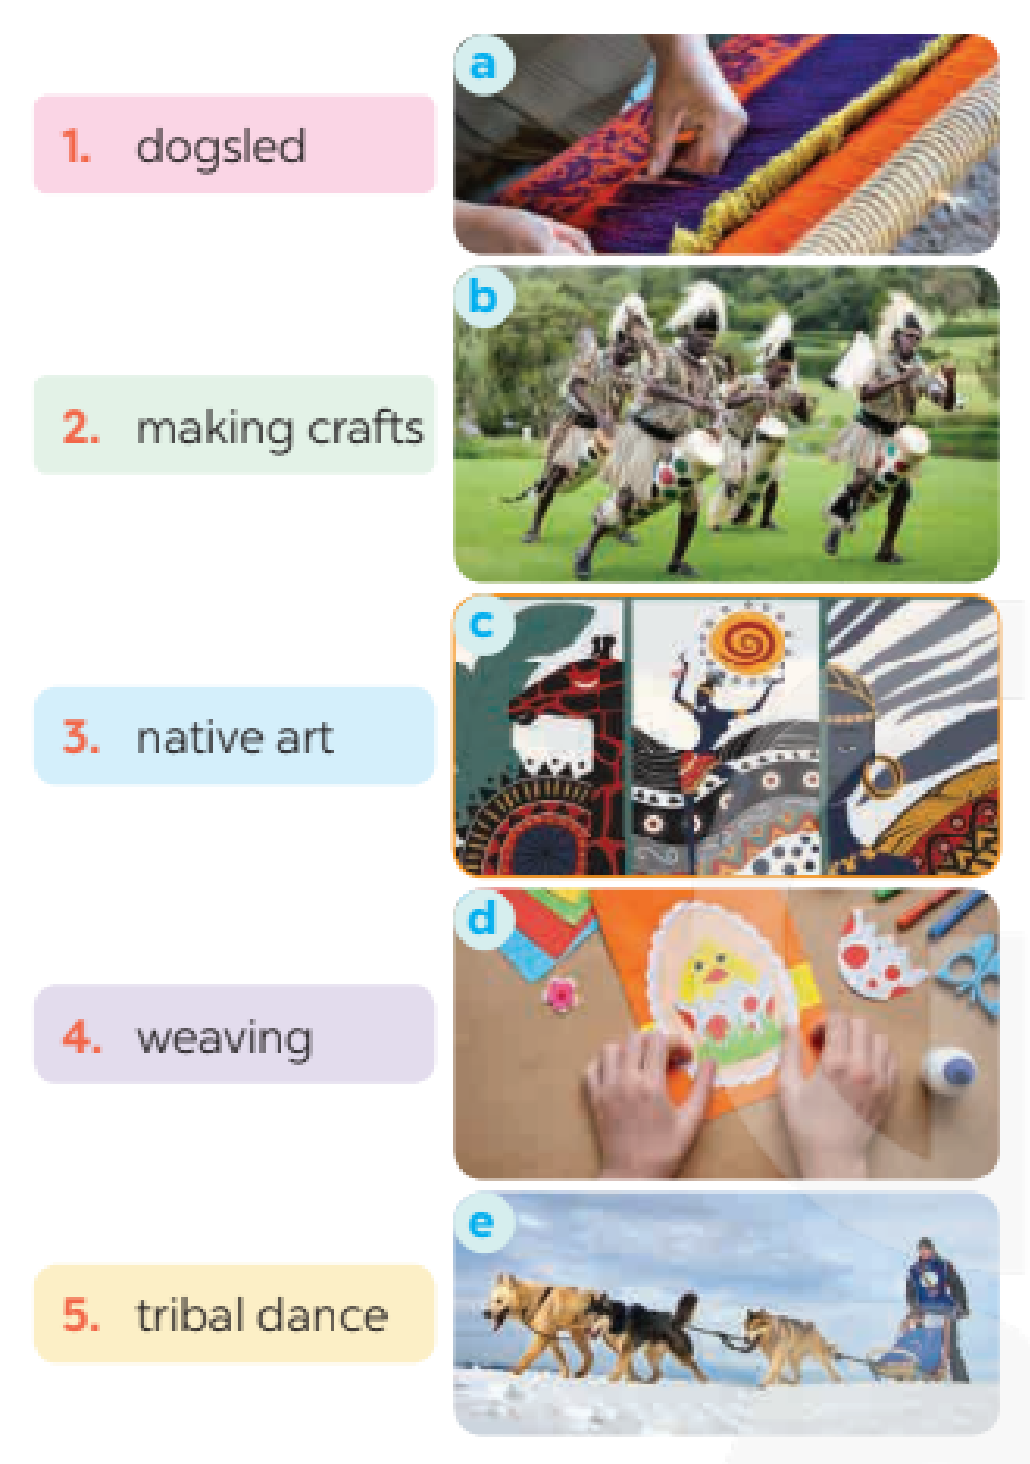 a
1. dogsled
b
2. making crafts
c
3. native art
d
4. weaving
e
5. tribal dance